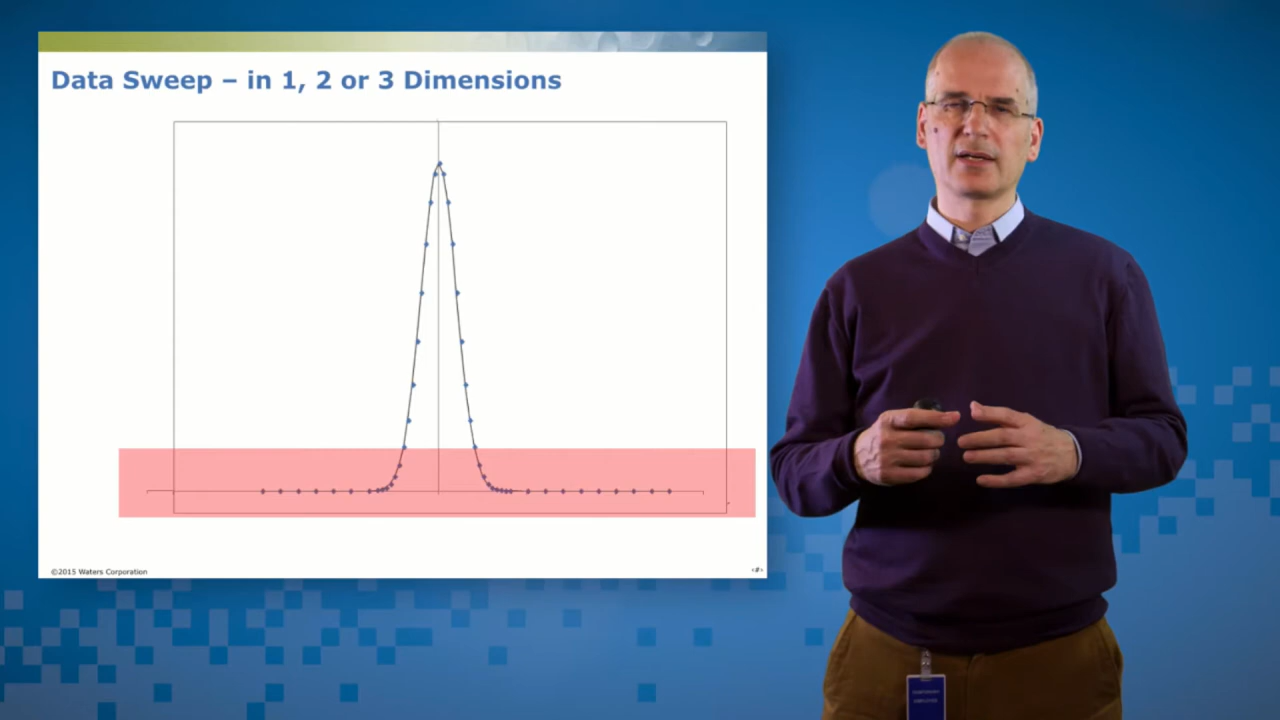 Data Sweep – in 1, 2 or 3 Dimensions
©2015 Waters Corporation
‹#›